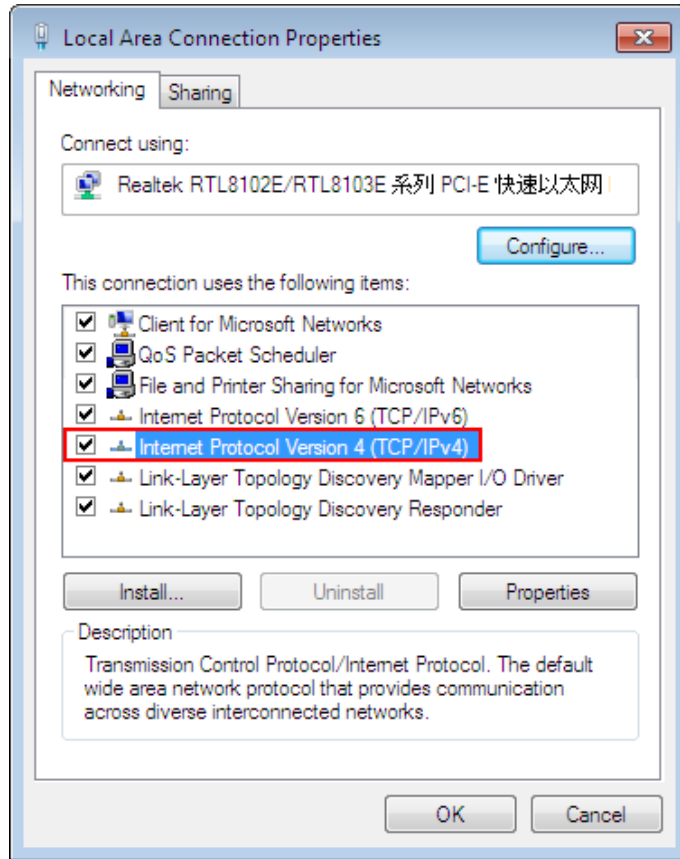 Local Area Connection Properties
Networking
Sharing
Connect using:
Realtek RTL8102E/RTL8103E 系列 PCI-E 快速以太网
Configure...
This connection uses the following items:
Client for Microsoft Networks
QoS Packet Scheduler
File and Printer Sharing for Microsoft Networks
Internet Protocol Version 6 (TCP/IPv6)
Internet Protocol Version 4 (TCP/IPv4)
Link-Layer Topology Discovery Mapper I/O Driver
Link-Layer Topology Discovery Responder
Install...
Uninstall
Properties
Description
Transmission Control Protocol/Internet Protocol. The default
wide area network protocol that provides communication
across diverse interconnected networks.
OK
Cancel